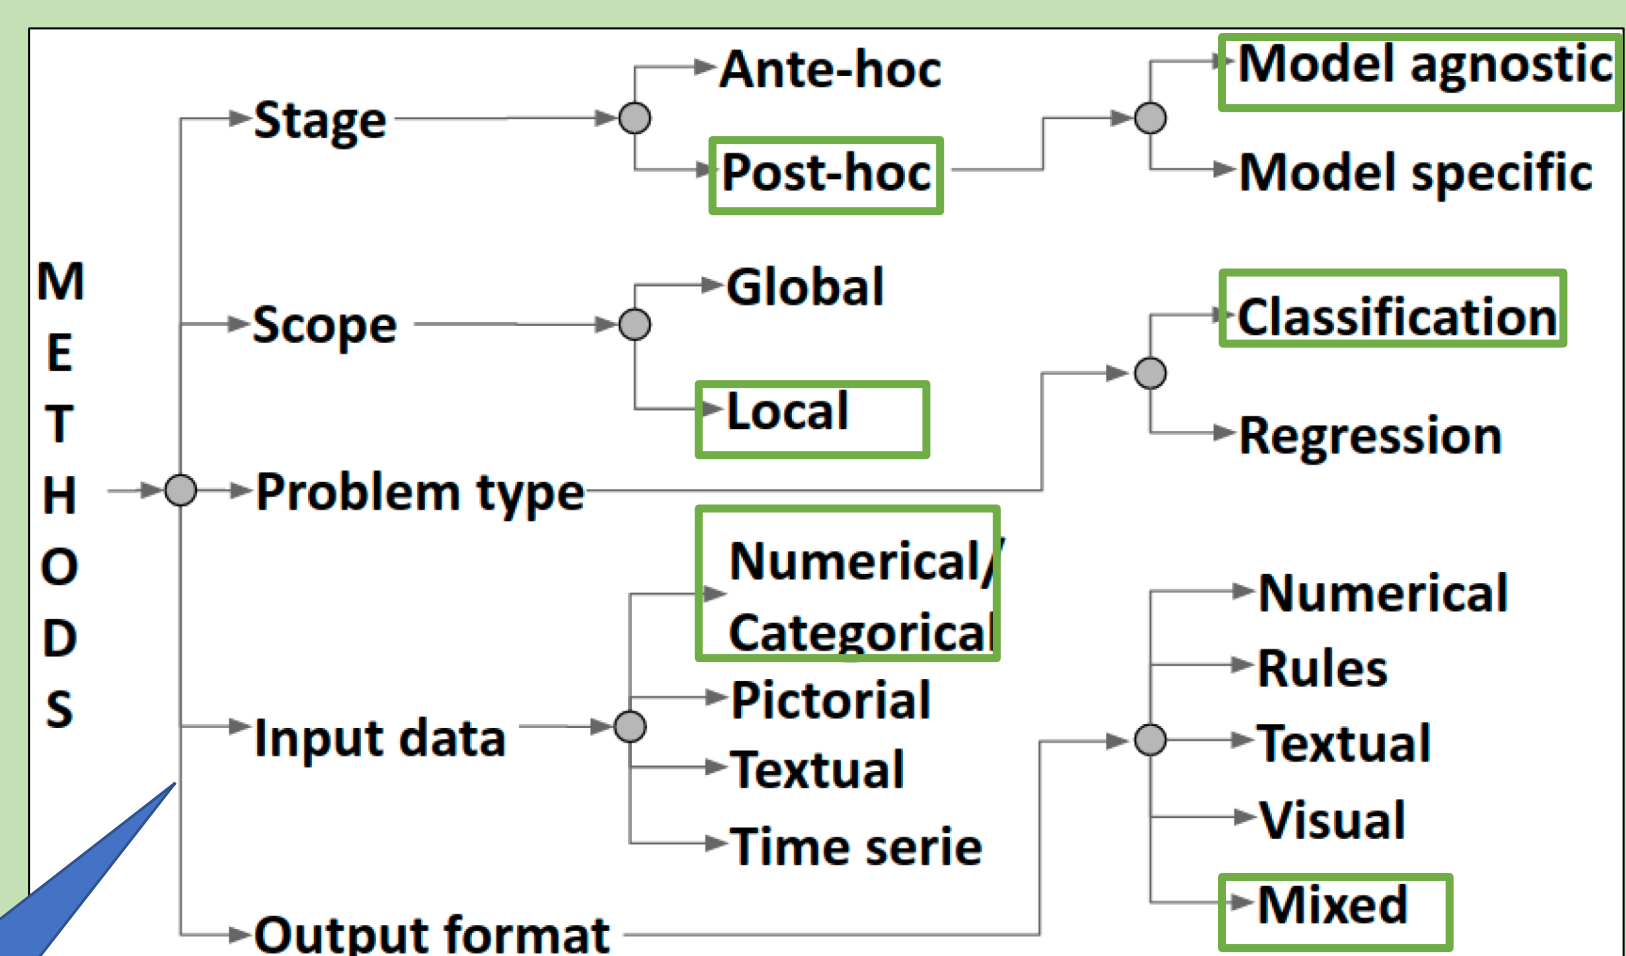 METHODS
Stage
Ante-hoc
Post-hoc
Model agnostic
Model specific
Scope
Global
Local
Problem type
Classification
Regression
Input data
Numerical/
Categorical
Pictorial
Textual
Time serie
Output format
Numerical
Rules
Textual
Visual
Mixed